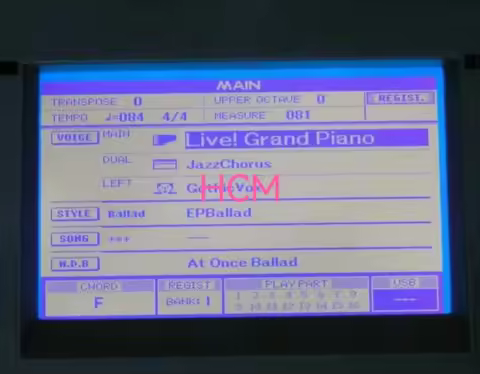 MAIN
TRANSPOSE 0 UPPER OCTAVE 0 REGIST.
TEMPO ♩=084 4/4 MEASURE 081
VOICE MAIN Live! Grand Piano
DUAL JazzChorus
LEFT GothicVox
HCM
STYLE Ballad EPBallad
SONG *** ---
M.D.B At Once Ballad
CHORD REGIST PLAY PART USB
F BANK: 1 1 2 3 4 5 6 7 8 ---
9 10 11 12 13 14 15 16